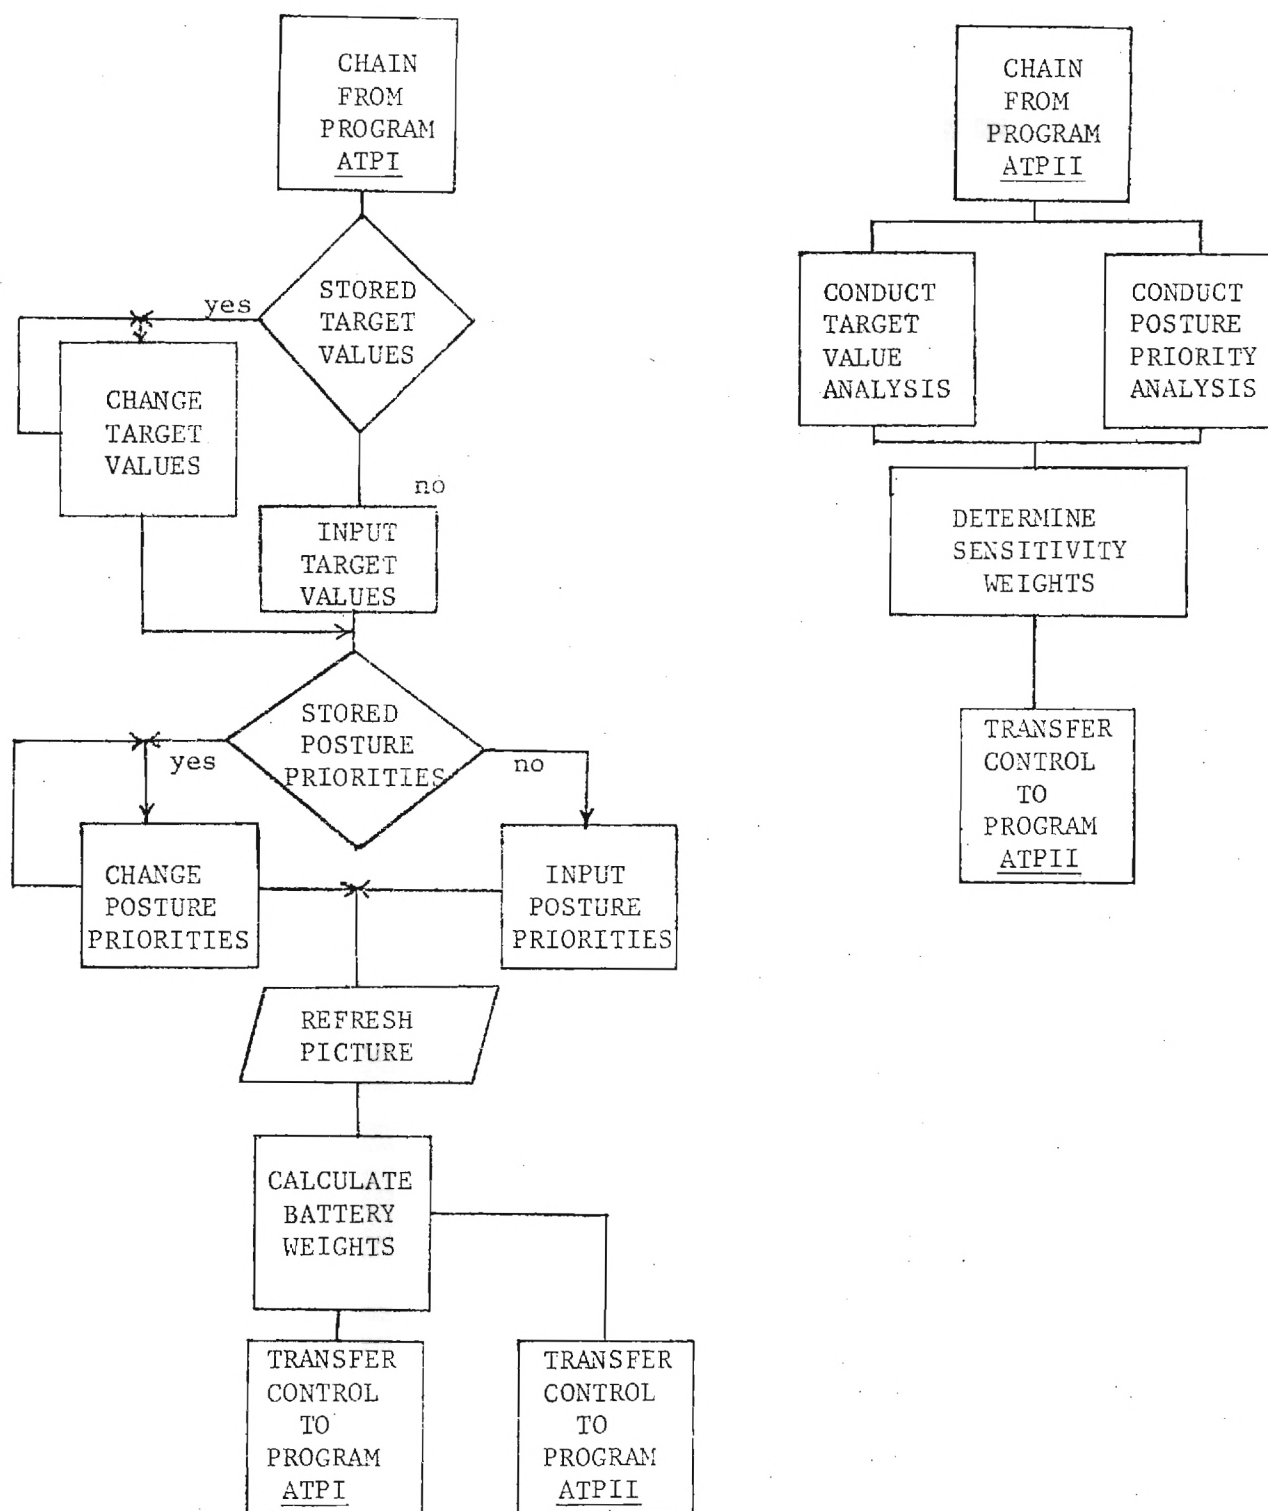 CHAIN
FROM
PROGRAM
ATPI
STORED
TARGET
VALUES
yes
CHANGE
TARGET
VALUES
no
INPUT
TARGET
VALUES
STORED
POSTURE
PRIORITIES
yes
no
CHANGE
POSTURE
PRIORITIES
INPUT
POSTURE
PRIORITIES
REFRESH
PICTURE
CALCULATE
BATTERY
WEIGHTS
TRANSFER
CONTROL
TO
PROGRAM
ATPI
TRANSFER
CONTROL
TO
PROGRAM
ATPII
CHAIN
FROM
PROGRAM
ATPII
CONDUCT
TARGET
VALUE
ANALYSIS
CONDUCT
POSTURE
PRIORITY
ANALYSIS
DETERMINE
SENSITIVITY
WEIGHTS
TRANSFER
CONTROL
TO
PROGRAM
ATPII